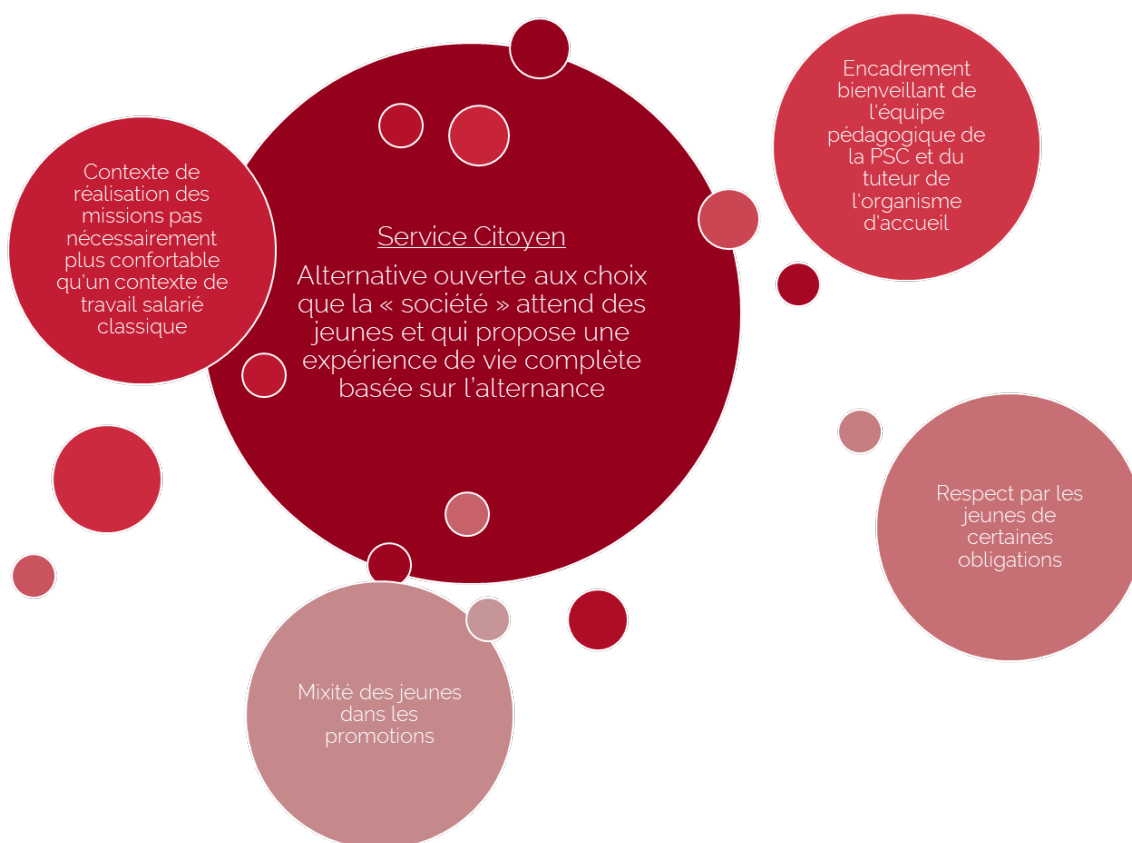 Service Citoyen
Alternative ouverte aux choix
que la « société » attend des
jeunes et qui propose une
expérience de vie complète
basée sur l'alternance
Contexte de
réalisation des
missions pas
nécessairement
plus confortable
qu'un contexte de
travail salarié
classique
Encadrement
bienveillant de
l'équipe
pédagogique de
la PSC et du
tuteur de
l'organisme
d'accueil
Respect par les
jeunes de
certaines
obligations
Mixité des jeunes
dans les
promotions